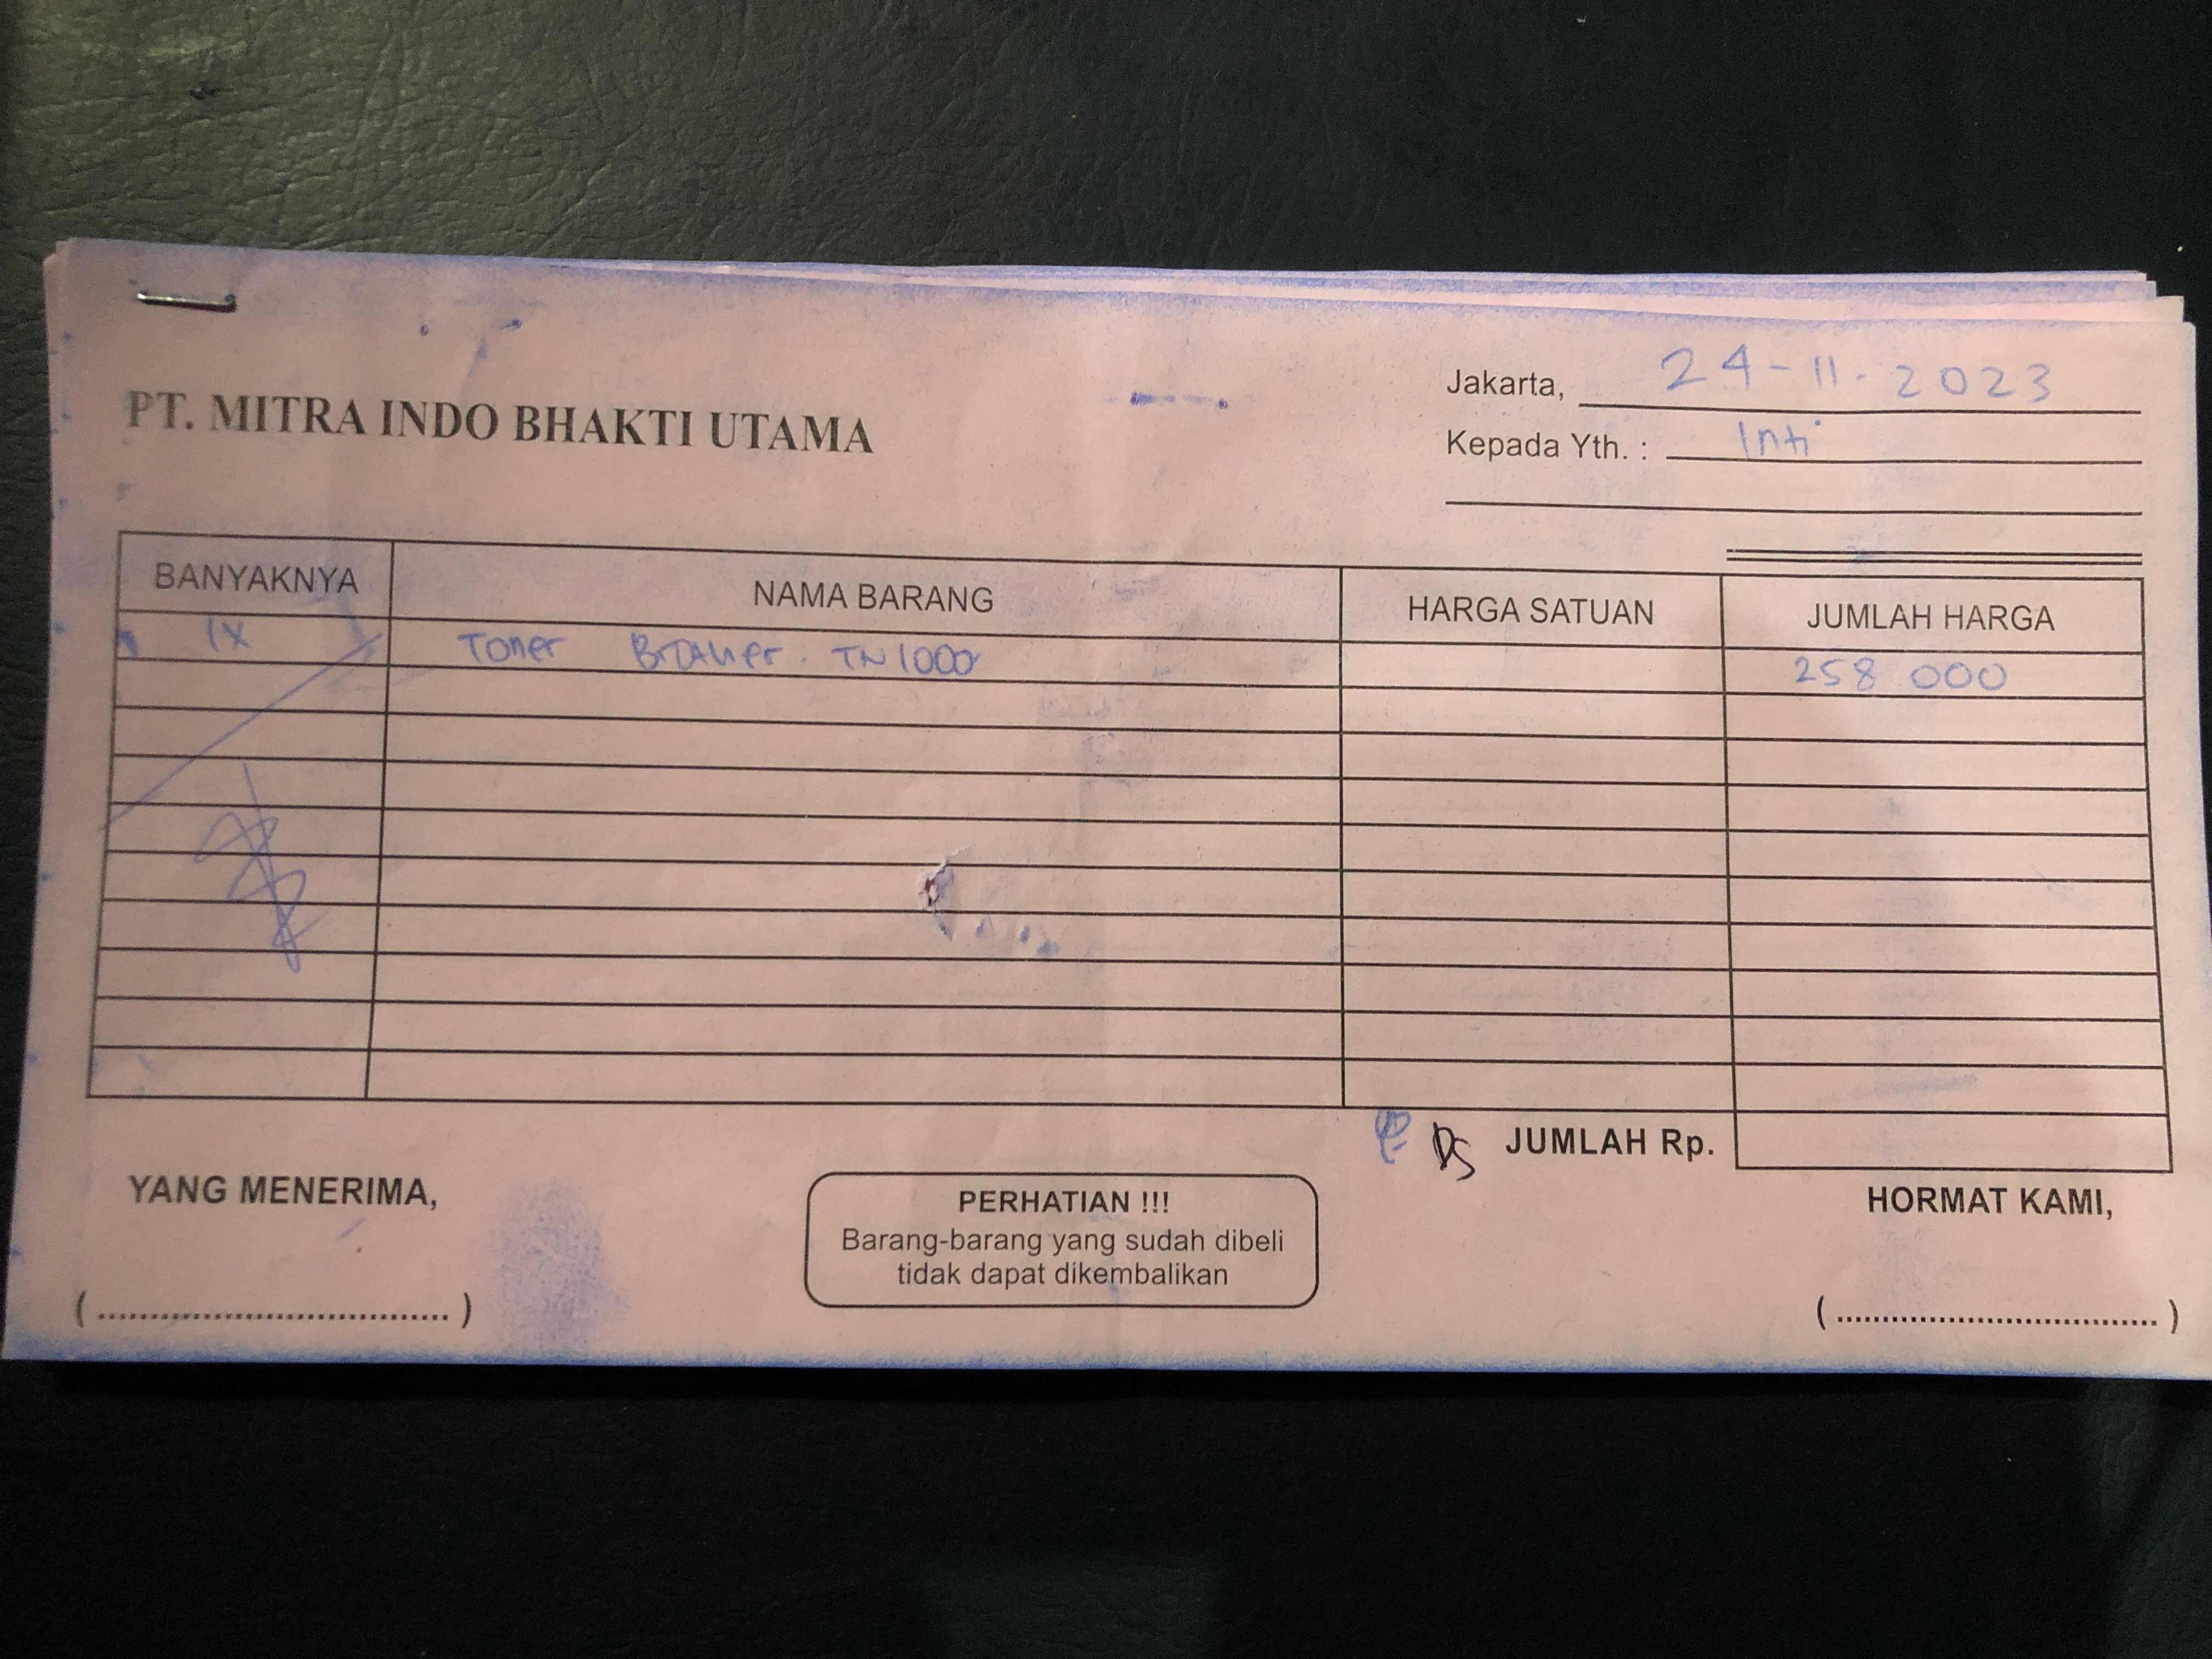 PT. MITRA INDO BHAKTI UTAMA
Jakarta, 24-11-2023
Kepada Yth. : Inti
BANYAKNYA NAMA BARANG HARGA SATUAN JUMLAH HARGA
1x Toner Brother. TN1000 258 000
DS JUMLAH Rp.
YANG MENERIMA,
PERHATIAN !!!
Barang-barang yang sudah dibeli
tidak dapat dikembalikan
HORMAT KAMI,
(....................................)
(....................................)